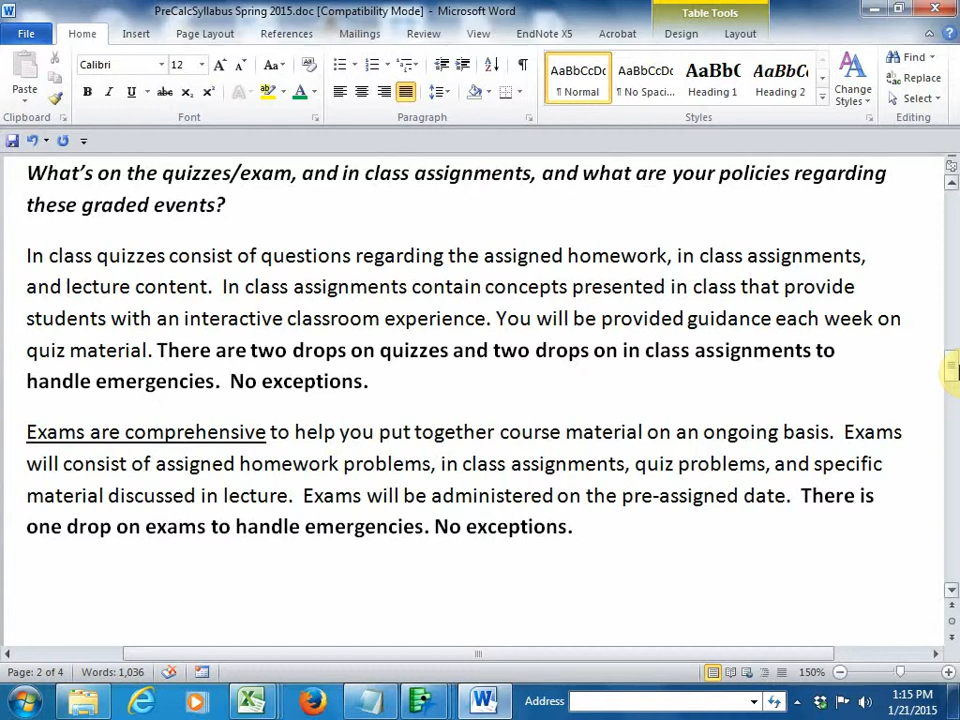 PreCalcSyllabus Spring 2015.doc [Compatibility Mode] - Microsoft Word
Table Tools
File Home Insert Page Layout References Mailings Review View EndNote X5 Acrobat Design Layout
Calibri 12 Aa AaBbCcDc AaBbCcDc AaBbC( AaBbCc Find
Replace
Paste B I U abc x₂ x² A ab A ¶ Normal ¶ No Spaci... Heading 1 Heading 2 Change Styles Select
Clipboard Font Paragraph Styles Editing
What's on the quizzes/exam, and in class assignments, and what are your policies regarding
these graded events?
In class quizzes consist of questions regarding the assigned homework, in class assignments,
and lecture content.  In class assignments contain concepts presented in class that provide
students with an interactive classroom experience. You will be provided guidance each week on
quiz material. There are two drops on quizzes and two drops on in class assignments to
handle emergencies.  No exceptions.
Exams are comprehensive to help you put together course material on an ongoing basis.  Exams
will consist of assigned homework problems, in class assignments, quiz problems, and specific
material discussed in lecture.  Exams will be administered on the pre-assigned date.  There is
one drop on exams to handle emergencies. No exceptions.
Page: 2 of 4 Words: 1,036 150%
Address 1:15 PM
1/21/2015